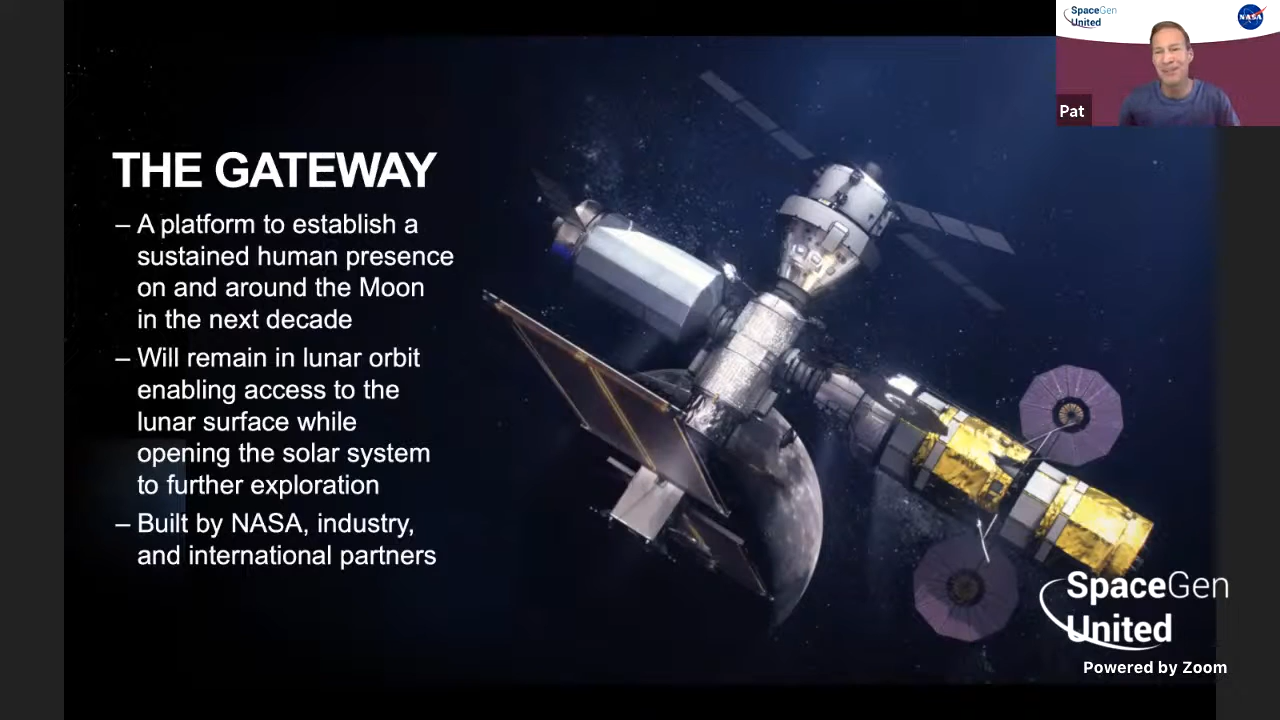 SpaceGen
United
NASA
Pat
THE GATEWAY
– A platform to establish a
sustained human presence
on and around the Moon
in the next decade
– Will remain in lunar orbit
enabling access to the
lunar surface while
opening the solar system
to further exploration
– Built by NASA, industry,
and international partners
SpaceGen
United
Powered by Zoom